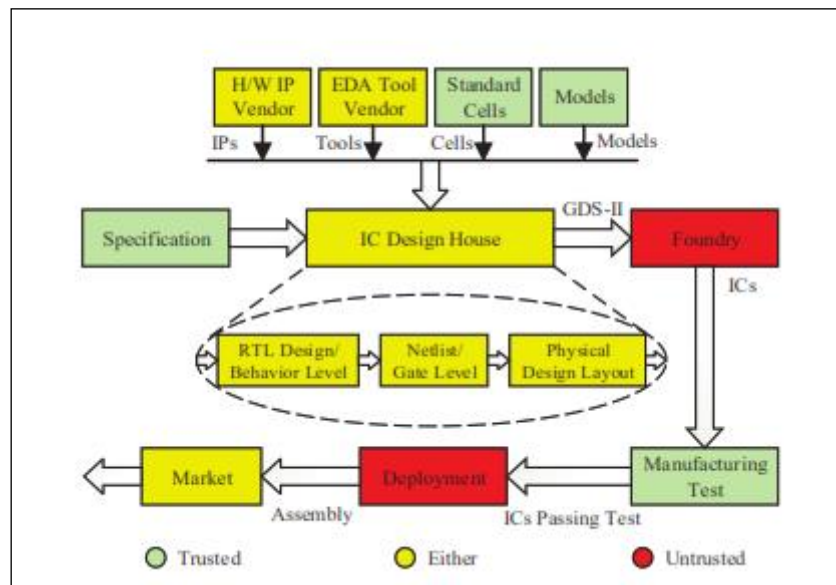 H/W IP
Vendor
EDA Tool
Vendor
Standard
Cells
Models
IPs
Tools
Cells
Models
GDS-II
Specification
IC Design House
Foundry
ICs
RTL Design/
Behavior Level
Netlist/
Gate Level
Physical
Design Layout
Market
Deployment
Manufacturing
Test
Assembly
ICs Passing Test
Trusted
Either
Untrusted